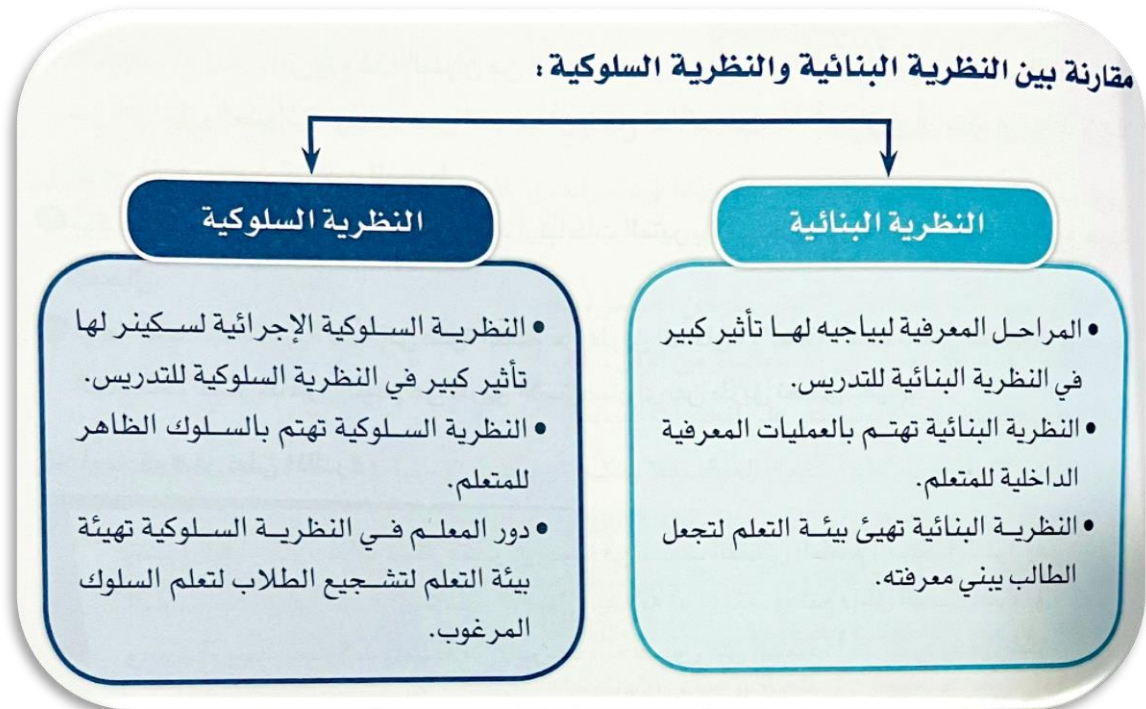 مقارنة بين النظرية البنائية والنظرية السلوكية :
النظرية البنائية
المراحل المعرفية لبياجيه لها تأثير كبير
في النظرية البنائية للتدريس.
النظرية البنائية تهتم بالعمليات المعرفية
الداخلية للمتعلم.
النظرية البنائية تهيئ بيئة التعلم لتجعل
الطالب يبني معرفته.
النظرية السلوكية
النظرية السلوكية الإجرائية لسكينر لها
تأثير كبير في النظرية السلوكية للتدريس.
النظرية السلوكية تهتم بالسلوك الظاهر
للمتعلم.
دور المعلم في النظرية السلوكية تهيئة
بيئة التعلم لتشجيع الطلاب لتعلم السلوك
المرغوب.